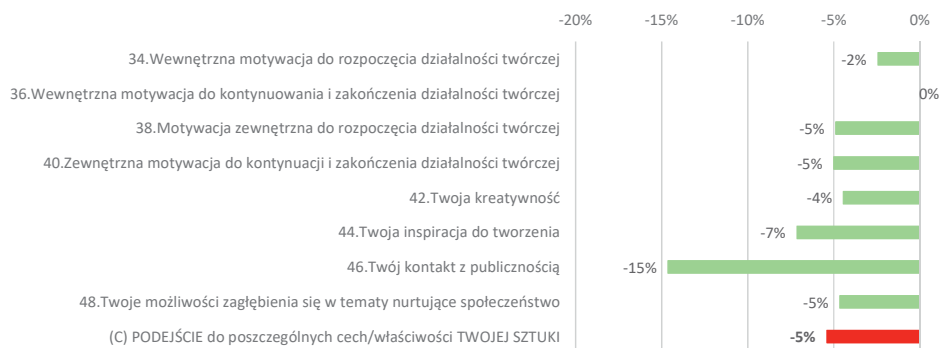 -20% -15% -10% -5% 0%
34.Wewnętrzna motywacja do rozpoczęcia działalności twórczej -2%
36.Wewnętrzna motywacja do kontynuowania i zakończenia działalności twórczej 0%
38.Motywacja zewnętrzna do rozpoczęcia działalności twórczej -5%
40.Zewnętrzna motywacja do kontynuacji i zakończenia działalności twórczej -5%
42.Twoja kreatywność -4%
44.Twoja inspiracja do tworzenia -7%
46.Twój kontakt z publicznością -15%
48.Twoje możliwości zagłębienia się w tematy nurtujące społeczeństwo -5%
(C) PODEJŚCIE do poszczególnych cech/właściwości TWOJEJ SZTUKI -5%